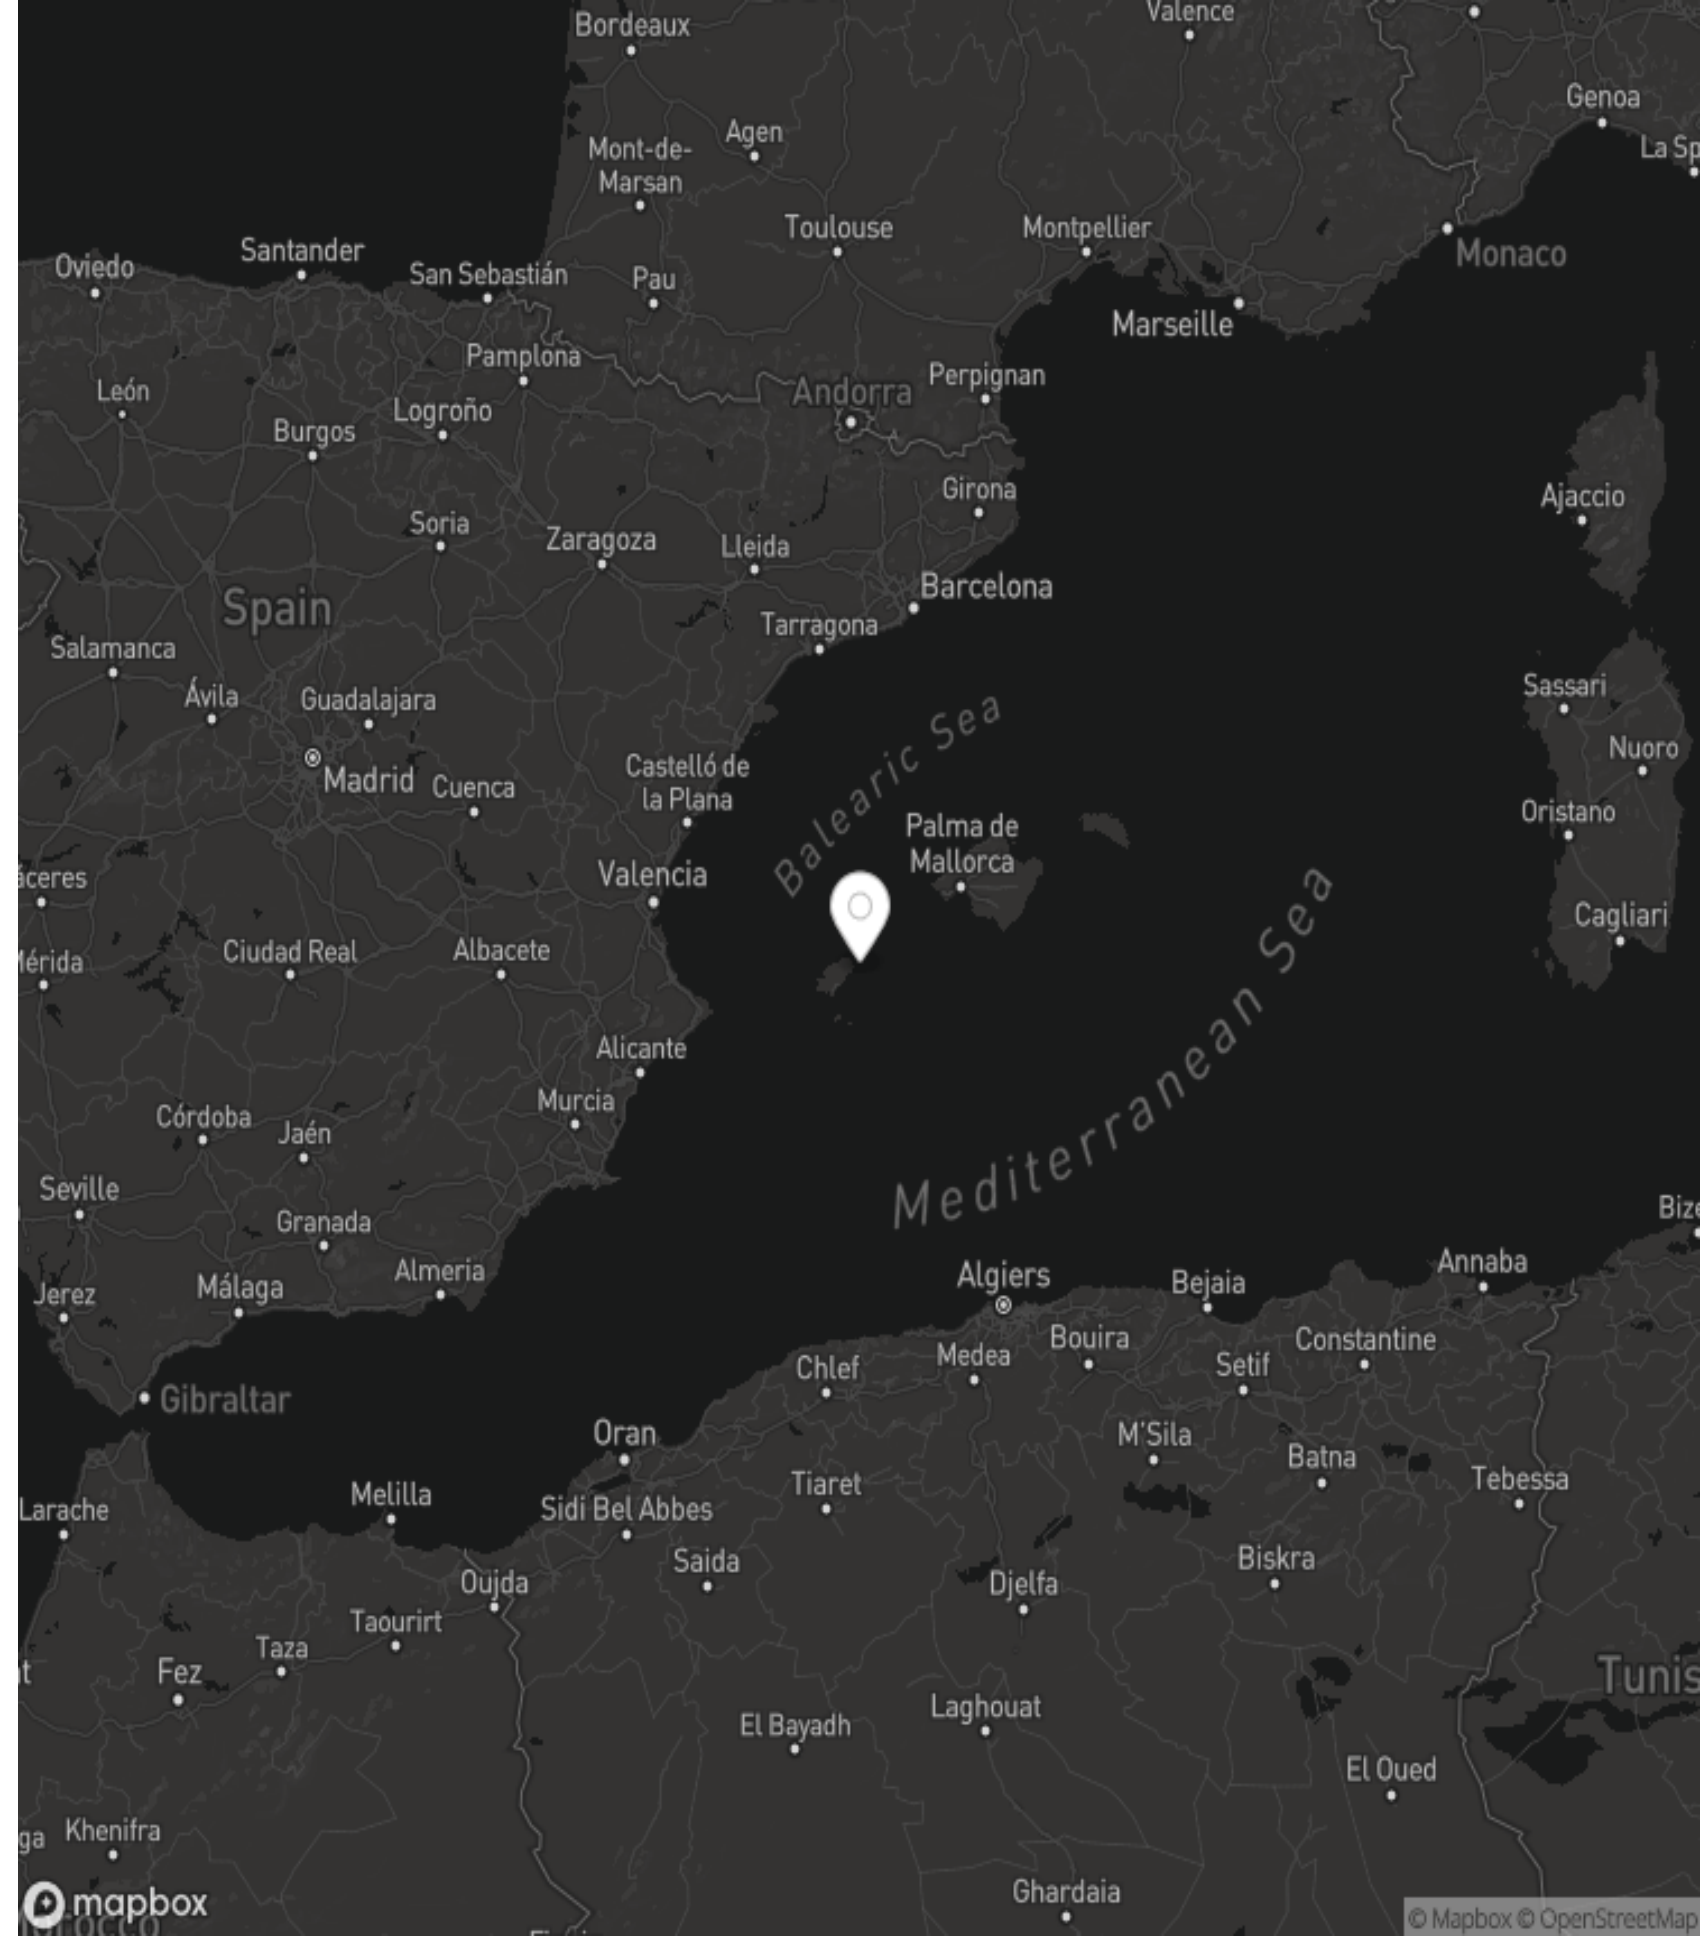 Bordeaux
Valence
Genoa
Agen
Mont-de-
Marsan
La Sp
Toulouse
Montpellier
Monaco
Santander
Oviedo
San Sebastián
Pau
Marseille
Pamplona
Perpignan
Andorra
León
Logroño
Burgos
Girona
Ajaccio
Soria
Zaragoza
Lleida
Barcelona
Spain
Tarragona
Salamanca
Ávila
Guadalajara
Sassari
Balearic Sea
Nuoro
Madrid
Cuenca
Castelló de
la Plana
Oristano
Palma de
Mallorca
Valencia
áceres
Cagliari
Mediterranean Sea
Ciudad Real
Albacete
Mérida
Alicante
Murcia
Córdoba
Jaén
Seville
Granada
Bize
Almeria
Algiers
Bejaia
Annaba
Jerez
Málaga
Bouira
Constantine
Medea
Chlef
Setif
Gibraltar
Oran
M'Sila
Batna
Tiaret
Tebessa
Melilla
Larache
Sidi Bel Abbes
Saida
Biskra
Oujda
Djelfa
Taourirt
Taza
Fez
Tunis
Laghouat
El Bayadh
El Oued
ga
Khenifra
Ghardaia
mapbox
© Mapbox © OpenStreetMap